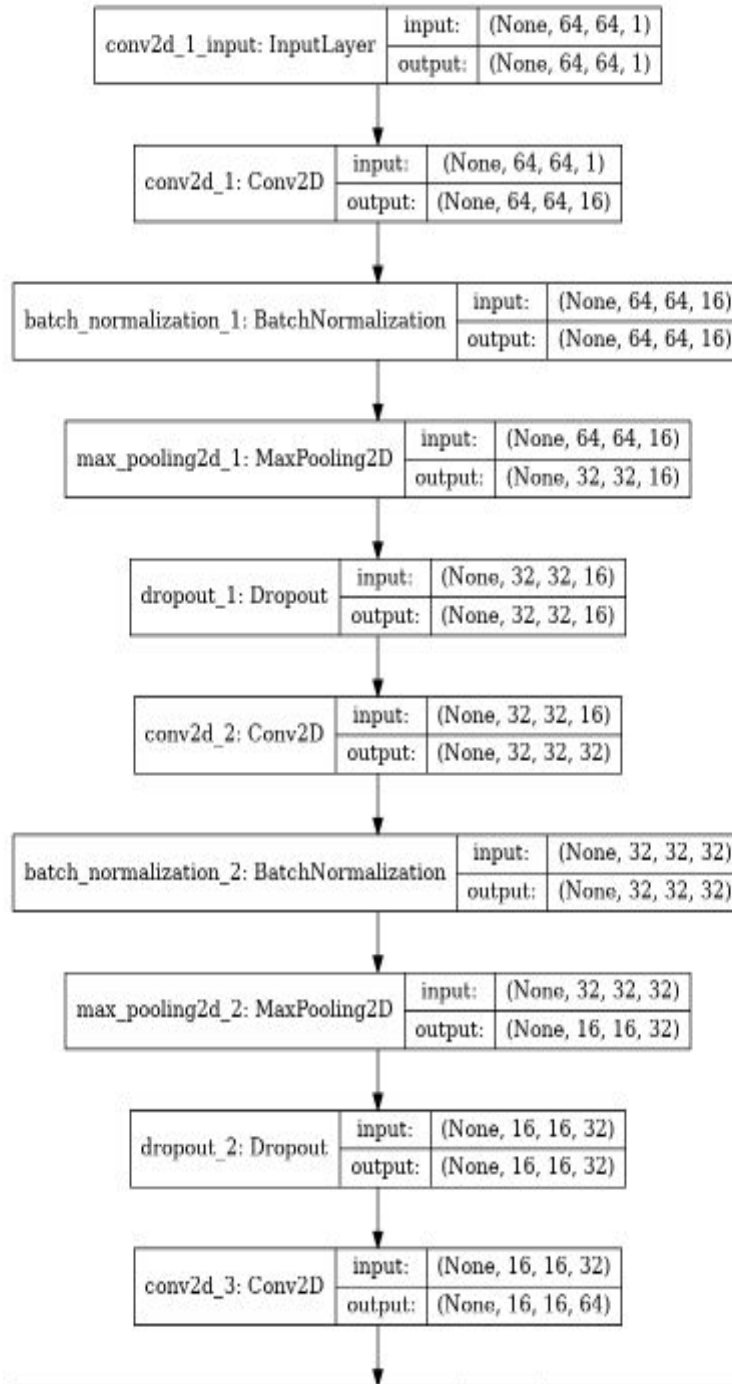 conv2d_1_input: InputLayer input: (None, 64, 64, 1)
output: (None, 64, 64, 1)
conv2d_1: Conv2D input: (None, 64, 64, 1)
output: (None, 64, 64, 16)
batch_normalization_1: BatchNormalization input: (None, 64, 64, 16)
output: (None, 64, 64, 16)
max_pooling2d_1: MaxPooling2D input: (None, 64, 64, 16)
output: (None, 32, 32, 16)
dropout_1: Dropout input: (None, 32, 32, 16)
output: (None, 32, 32, 16)
conv2d_2: Conv2D input: (None, 32, 32, 16)
output: (None, 32, 32, 32)
batch_normalization_2: BatchNormalization input: (None, 32, 32, 32)
output: (None, 32, 32, 32)
max_pooling2d_2: MaxPooling2D input: (None, 32, 32, 32)
output: (None, 16, 16, 32)
dropout_2: Dropout input: (None, 16, 16, 32)
output: (None, 16, 16, 32)
conv2d_3: Conv2D input: (None, 16, 16, 32)
output: (None, 16, 16, 64)